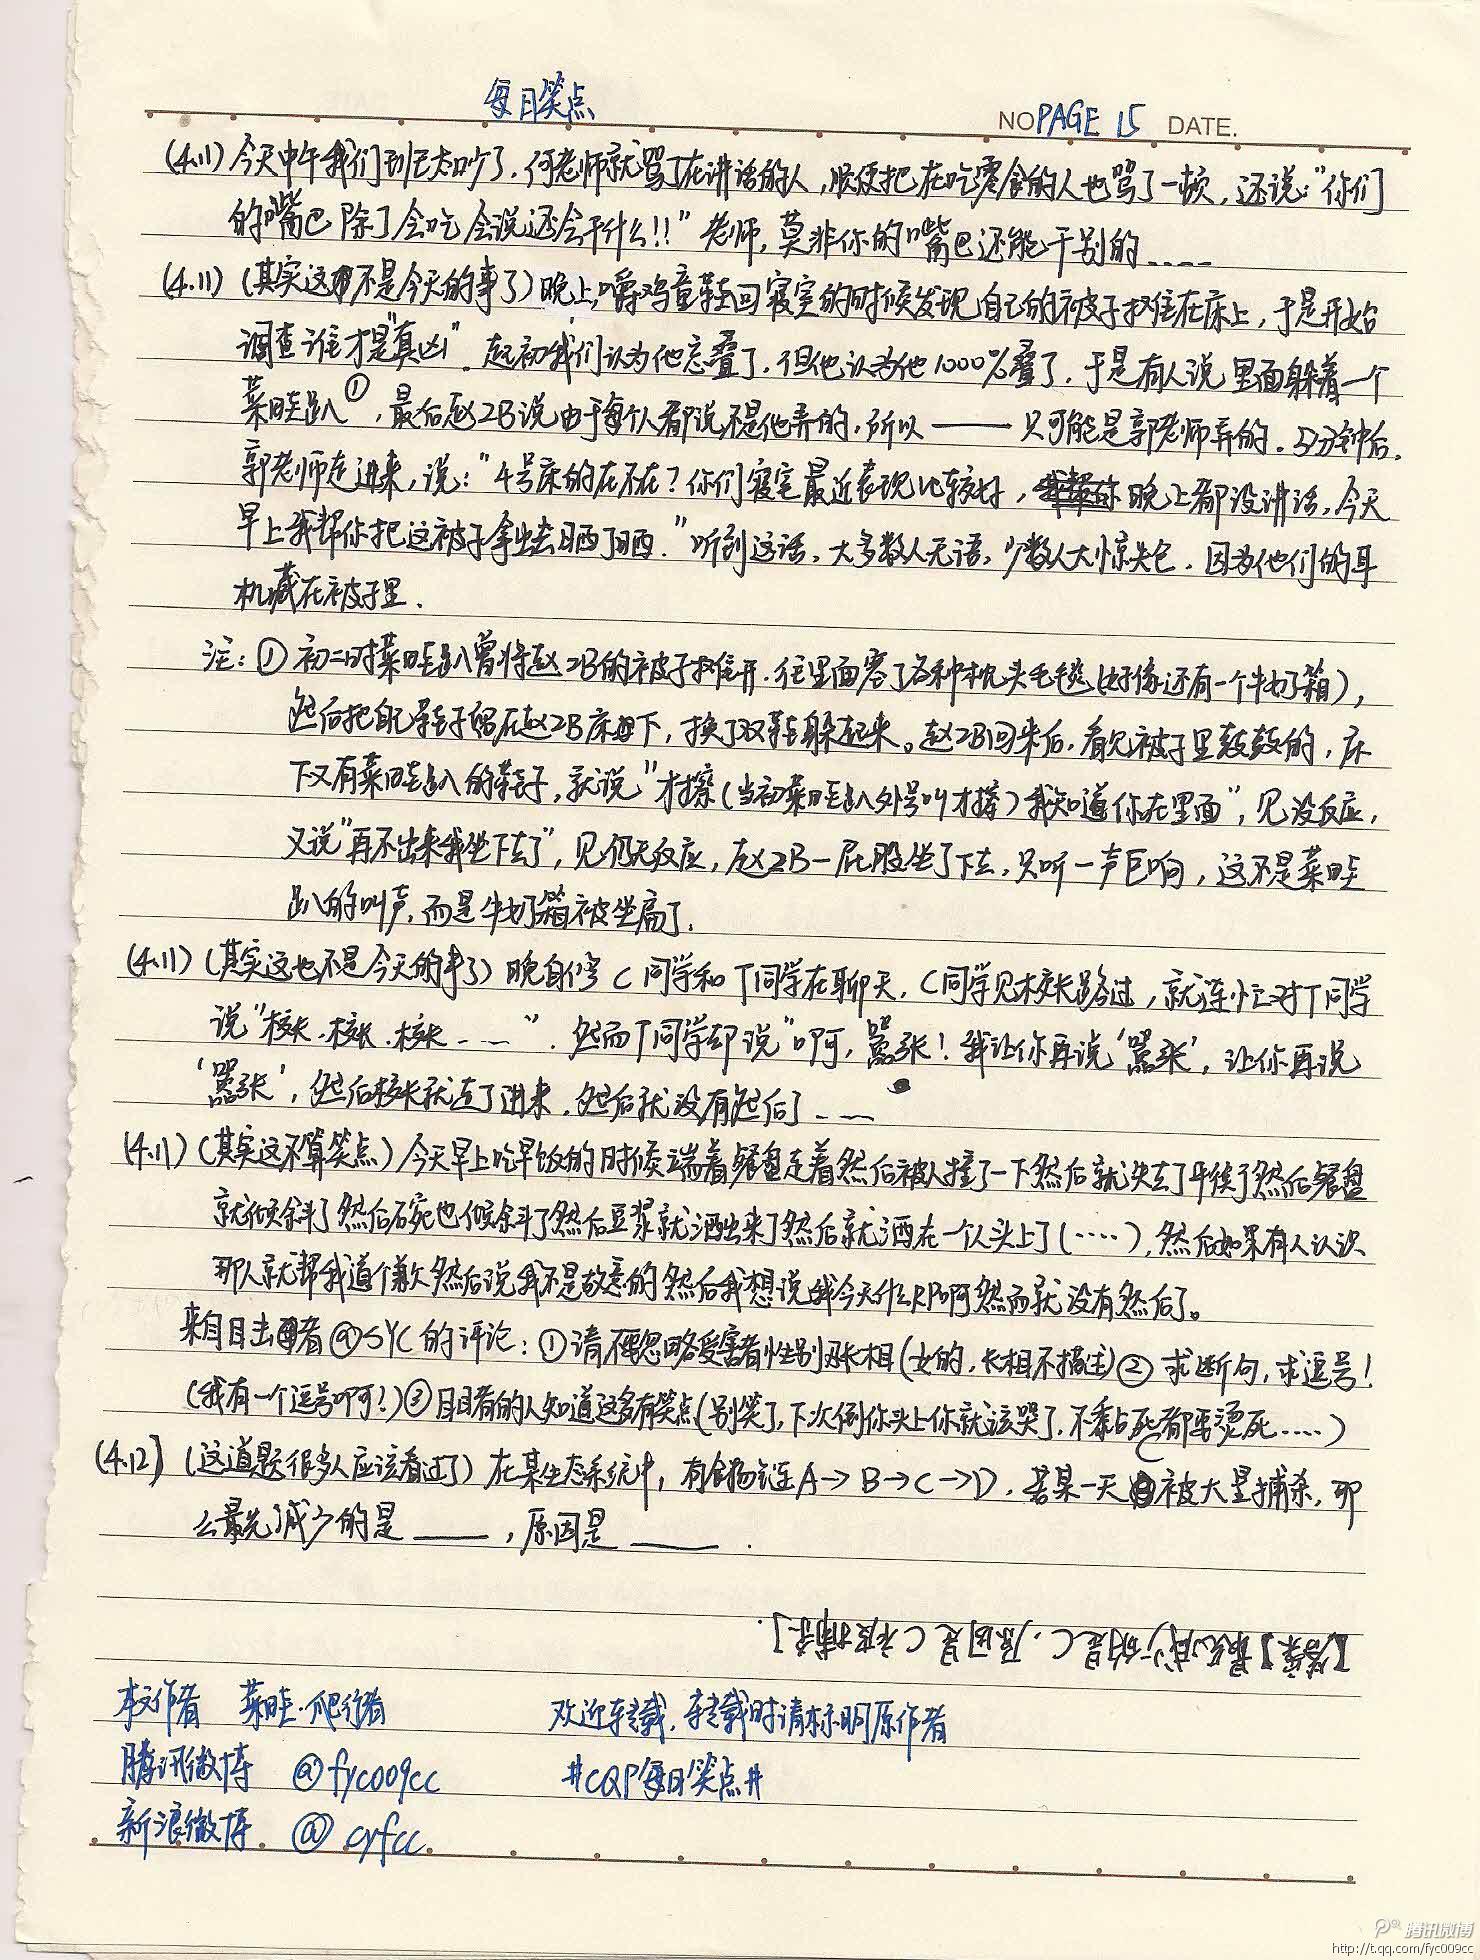 每日笑点
NO PAGE 15 DATE.
(4.11) 今天中午我们班无太吵了，何老师就骂了在讲话的人，顺便把在吃零食的人也骂了一顿，还说："你们
的嘴巴除了会吃会说还会干什么!!" 老师，莫非你的嘴巴还能干别的……
(4.11) (其实这不是今天的事了) 晚上，嚼鸡童鞋回寝室的时候发现自己的被子摊在床上，于是开始
调查谁才是"真凶"。起初我们认为他忘叠了，但他认为他1000%叠了，于是有人说里面躲着一个
菜畦趴①，最后赵2B说由于每个人都说不是他弄的，所以——只可能是郭老师弄的。5分钟后，
郭老师走进来，说："4号床的在不在？你们寝室最近表现比较好，晚上都没讲话，今天
早上我帮你把这被子拿出去晒了晒。"听到这话，大多数人无语，少数人大惊失色，因为他们的耳
机藏在被子里.
注：①初二时菜畦趴曾将赵2B的被子摊开，往里面塞了各种枕头毛毯(好像还有一个牛奶箱)，
然后把自己鞋子留在赵2B床下，换了双鞋躲起来。赵2B回来后，看见被子里鼓鼓的，床
下又有菜畦趴的鞋子，就说"才擦(当初菜畦趴外号叫才擦)我知道你在里面"，见没反应，
又说"再不出来我坐下去了"，见仍无反应，赵2B一屁股坐了下去，只听一声巨响，这不是菜畦
趴的叫声，而是牛奶箱被坐扁了.
(4.11) (其实这也不是今天的事了) 晚自修C同学和T同学在聊天，C同学见校长路过，就连忙对T同学
说"校长、校长、校长……"，然而T同学却说"啊，嚣张！我让你再说'嚣张'，让你再说
'嚣张'，然后校长就走了进来，然后就没有然后了……
(4.11) (其实这不算笑点) 今天早上吃早饭的时候端着餐盘走着然后被人撞了一下然后就失去了平衡了然后餐盘
就倾斜了然后碗也倾斜了然后豆浆就洒出来了然后就洒在一个人头上了(……)，然后如果有人认识
那人就帮我道个歉然后说我不是故意的然后我想说我今天什么RP啊然而就没有然后了。
来自目击者@SYC的评论：①请不要忽略受害者性别及长相(女的，长相不描述)②求断句，求逗号！
(我有一个逗号啊？)③目睹的人知道这多有笑点(别笑了，下次倒你头上你就该哭了，不黏死都要烫死……)
(4.12) (这道题很多人应该看过了) 在某生态系统中，有食物链A→B→C→D，若某一天C被大量捕杀，那
么最先减少的是____，原因是____.
【答案】最先减少的是C，原因是C被捕杀.
本文作者 菜畦·爬行者 欢迎转载，转载时请标明原作者
腾讯微博 @fyc009cc #CQP每日笑点#
新浪微博 @cyfcc
腾讯微博
http://t.qq.com/fyc009cc